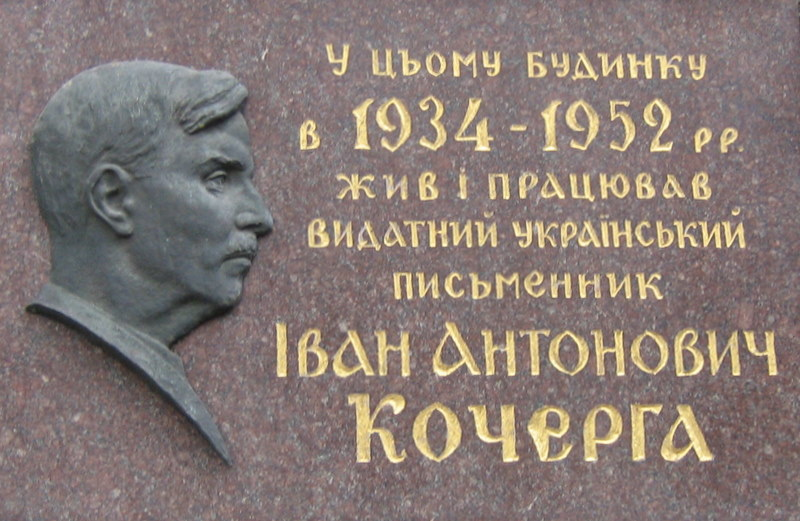 У цьому будинку
в 1934-1952 рр.
жив і працював
видатний український
письменник
Іван Антонович
Кочерга